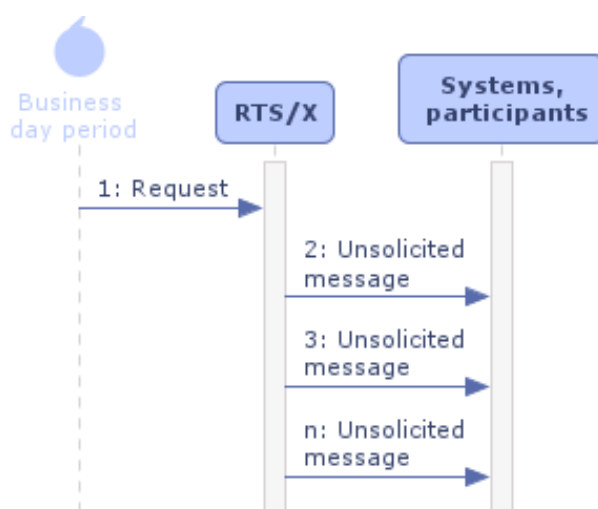 Business
day period
RTS/X
Systems,
participants
1: Request
2: Unsolicited
message
3: Unsolicited
message
n: Unsolicited
message